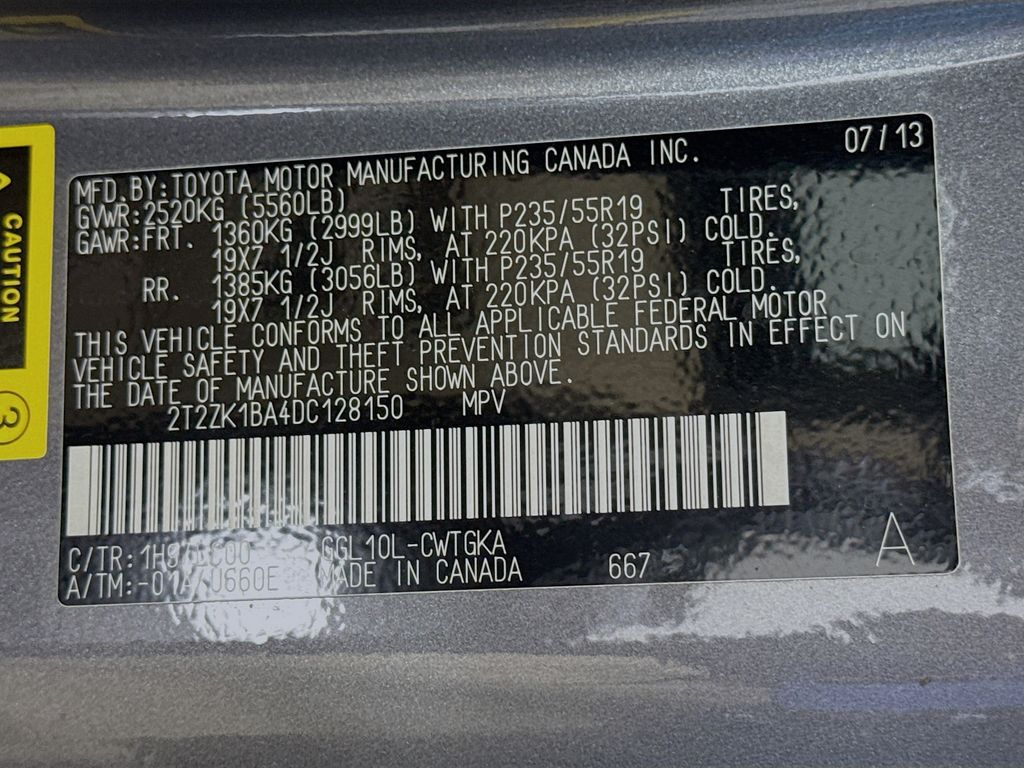 07/13
MFD. BY: TOYOTA MOTOR MANUFACTURING CANADA INC.
GVWR: 2520KG (5560LB)
GAWR: FRT. 1360KG (2999LB) WITH P235/55R19 TIRES,
19X7 1/2J RIMS, AT 220KPA (32PSI) COLD.
RR. 1385KG (3056LB) WITH P235/55R19 TIRES,
19X7 1/2J RIMS, AT 220KPA (32PSI) COLD.
THIS VEHICLE CONFORMS TO ALL APPLICABLE FEDERAL MOTOR
VEHICLE SAFETY AND THEFT PREVENTION STANDARDS IN EFFECT ON
THE DATE OF MANUFACTURE SHOWN ABOVE.
2T2ZK1BA4DC128150 MPV
C/TR: GGL10L-CWTGKA
A/TM:-01A/U660E MADE IN CANADA 667 A
CAUTION
3